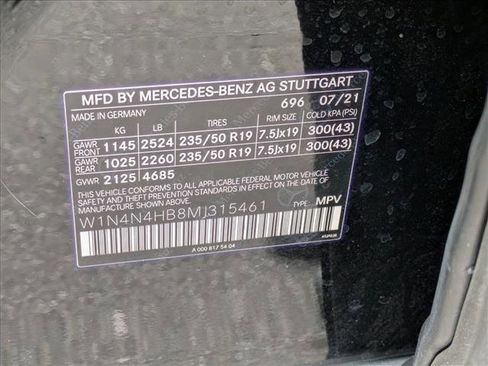 MFD BY MERCEDES-BENZ AG STUTTGART
696 07/21
MADE IN GERMANY
KG LB TIRES RIM SIZE COLD KPA (PSI)
GAWR FRONT 1145 2524 235/50 R19 7.5Jx19 300(43)
GAWR REAR 1025 2260 235/50 R19 7.5Jx19 300(43)
GVWR 2125 4685
THIS VEHICLE CONFORMS TO ALL APPLICABLE FEDERAL MOTOR VEHICLE
SAFETY AND THEFT PREVENTION STANDARDS IN EFFECT ON THE DATE OF
MANUFACTURE SHOWN ABOVE.
W1N4N4HB8MJ315461 TYPE: MPV
A 000 817 54 04